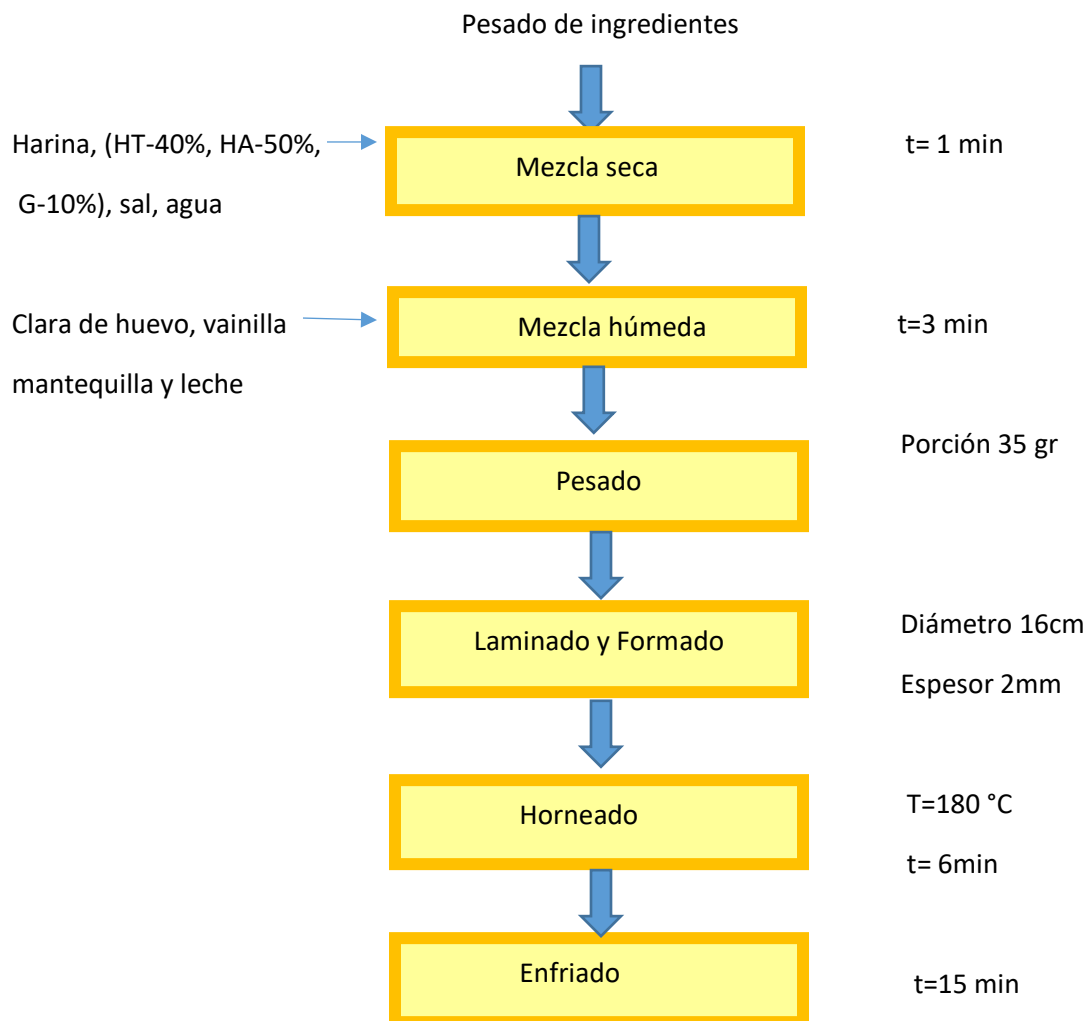 Pesado de ingredientes
Harina, (HT-40%, HA-50%,
G-10%), sal, agua
Mezcla seca
t= 1 min
Clara de huevo, vainilla
mantequilla y leche
Mezcla húmeda
t=3 min
Pesado
Porción 35 gr
Laminado y Formado
Diámetro 16cm
Espesor 2mm
Horneado
T=180 °C
t= 6min
Enfriado
t=15 min